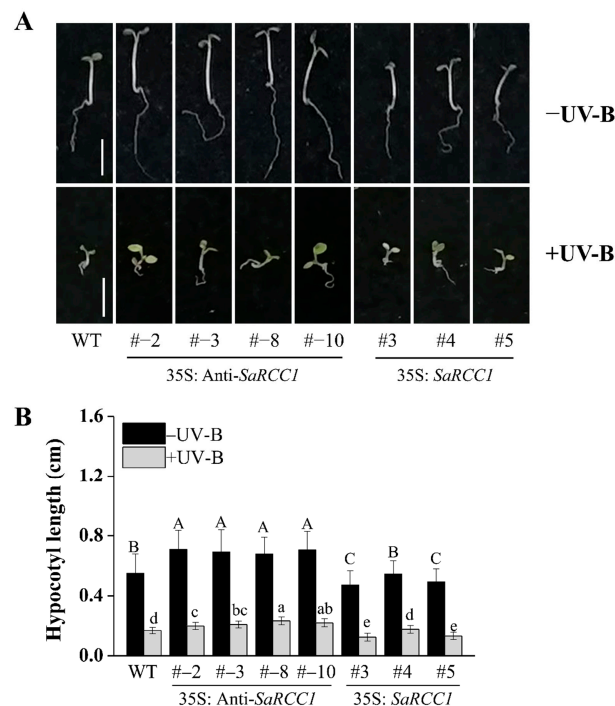 A
−UV-B
+UV-B
WT #−2 #−3 #−8 #−10 #3 #4 #5
35S: Anti-SaRCC1 35S: SaRCC1
B
Hypocotyl length (cm)
1.6
1.2
0.8
0.4
0.0
−UV-B
+UV-B
B A A A A C B C
d c bc a ab e d e
WT #−2 #−3 #−8 #−10 #3 #4 #5
35S: Anti-SaRCC1 35S: SaRCC1